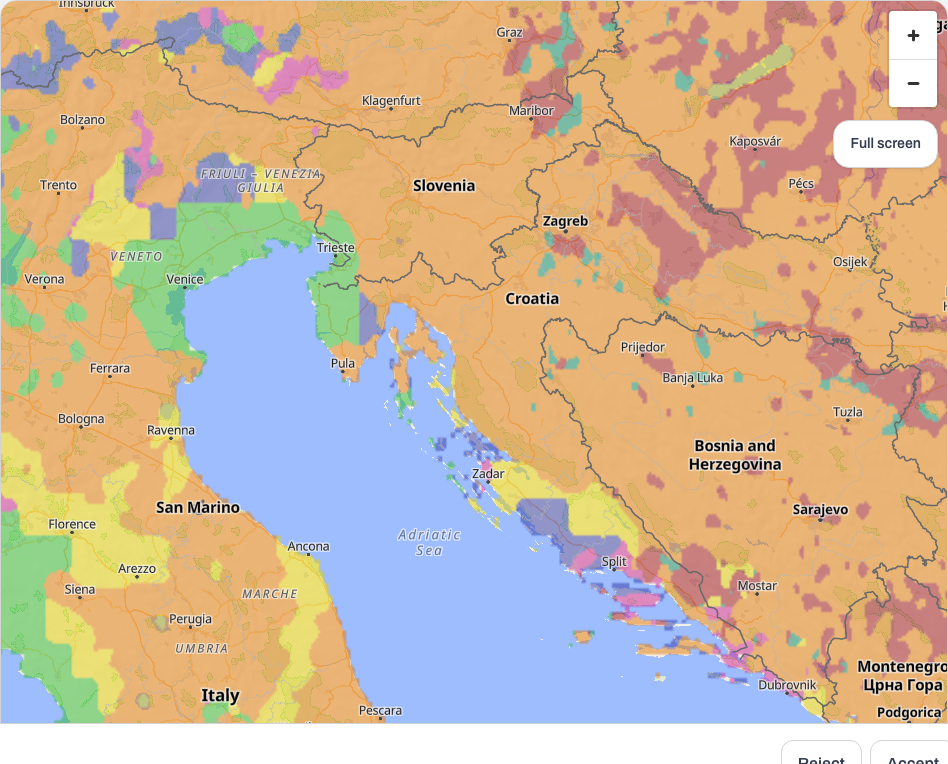 Innsbruck
Graz
+
−
Full screen
Klagenfurt
Maribor
Bolzano
Kaposvár
FRIULI – VENEZIA
GIULIA
Trento
Slovenia
Pécs
Zagreb
Trieste
VENETO
Osijek
Verona
Venice
Croatia
Prijedor
Pula
Ferrara
Banja Luka
Tuzla
Bologna
Ravenna
Bosnia and
Herzegovina
Zadar
San Marino
Sarajevo
Florence
Adriatic
Sea
Ancona
Split
Arezzo
Siena
MARCHE
Mostar
Perugia
UMBRIA
Montenegro
Црна Гора
Dubrovnik
Italy
Pescara
Podgorica
Reject
Accept